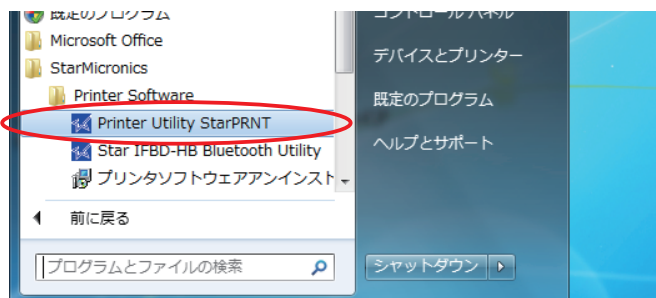 既定のプログラム
Microsoft Office
StarMicronics
Printer Software
Printer Utility StarPRNT
Star IFBD-HB Bluetooth Utility
プリンタソフトウェアアンインスト
前に戻る
プログラムとファイルの検索
コントロール パネル
デバイスとプリンター
既定のプログラム
ヘルプとサポート
シャットダウン